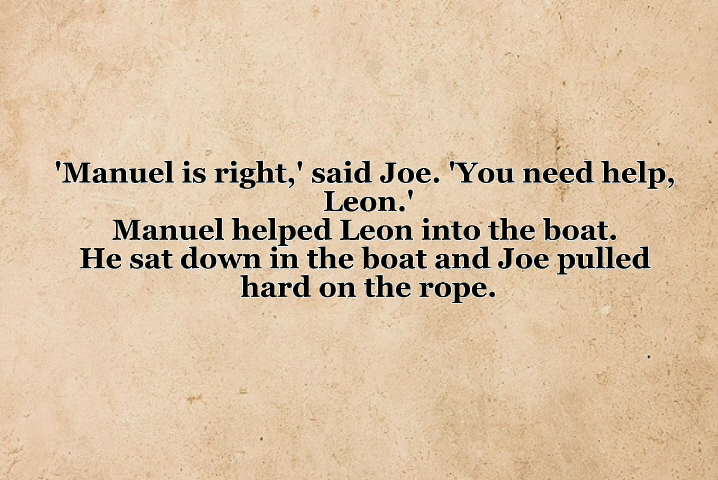 'Manuel is right,' said Joe. 'You need help,
Leon.'
Manuel helped Leon into the boat.
He sat down in the boat and Joe pulled
hard on the rope.